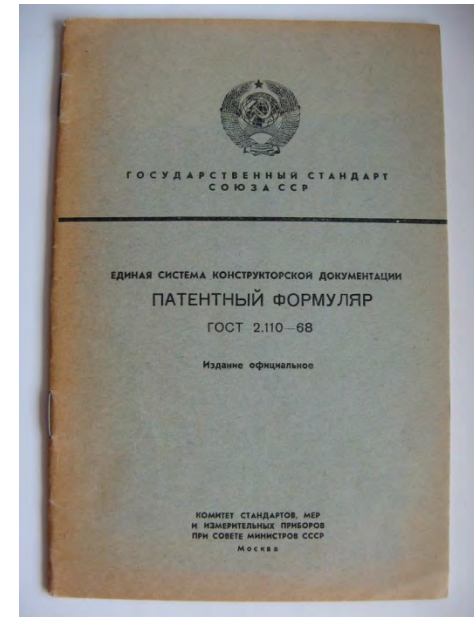 ГОСУДАРСТВЕННЫЙ СТАНДАРТ
СОЮЗА ССР
ЕДИНАЯ СИСТЕМА КОНСТРУКТОРСКОЙ ДОКУМЕНТАЦИИ
ПАТЕНТНЫЙ ФОРМУЛЯР
ГОСТ 2.110—68
Издание официальное
КОМИТЕТ СТАНДАРТОВ, МЕР
И ИЗМЕРИТЕЛЬНЫХ ПРИБОРОВ
ПРИ СОВЕТЕ МИНИСТРОВ СССР
Москва